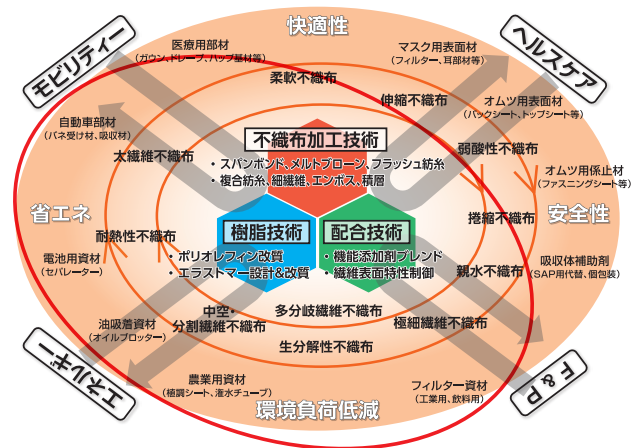 快適性
モビリティー
ヘルスケア
医療用部材
(ガウン、ドレープ、ハップ基材等)
マスク用表面材
(フィルター、耳部材等)
柔軟不織布
伸縮不織布
オムツ用表面材
(バックシート、トップシート等)
自動車部材
(バネ受け材、吸収材)
不織布加工技術
・スパンボンド、メルトブローン、フラッシュ紡糸
・複合紡糸、細繊維、エンボス、積層
太繊維不織布
弱酸性不織布
オムツ用係止材
(ファスニングシート等)
省エネ
安全性
捲縮不織布
耐熱性不織布
樹脂技術
・ポリオレフィン改質
・エラストマー設計&改質
配合技術
・機能添加剤ブレンド
・繊維表面特性制御
電池用資材
(セパレーター)
吸収体補助剤
(SAP用代替、個包装)
親水不織布
中空・
分割繊維不織布
多分岐繊維不織布
極細繊維不織布
油吸着資材
(オイルブロッター)
生分解性不織布
エネルギー
F & P
農業用資材
(植調シート、潅水チューブ)
フィルター資材
(工業用、飲料用)
環境負荷低減